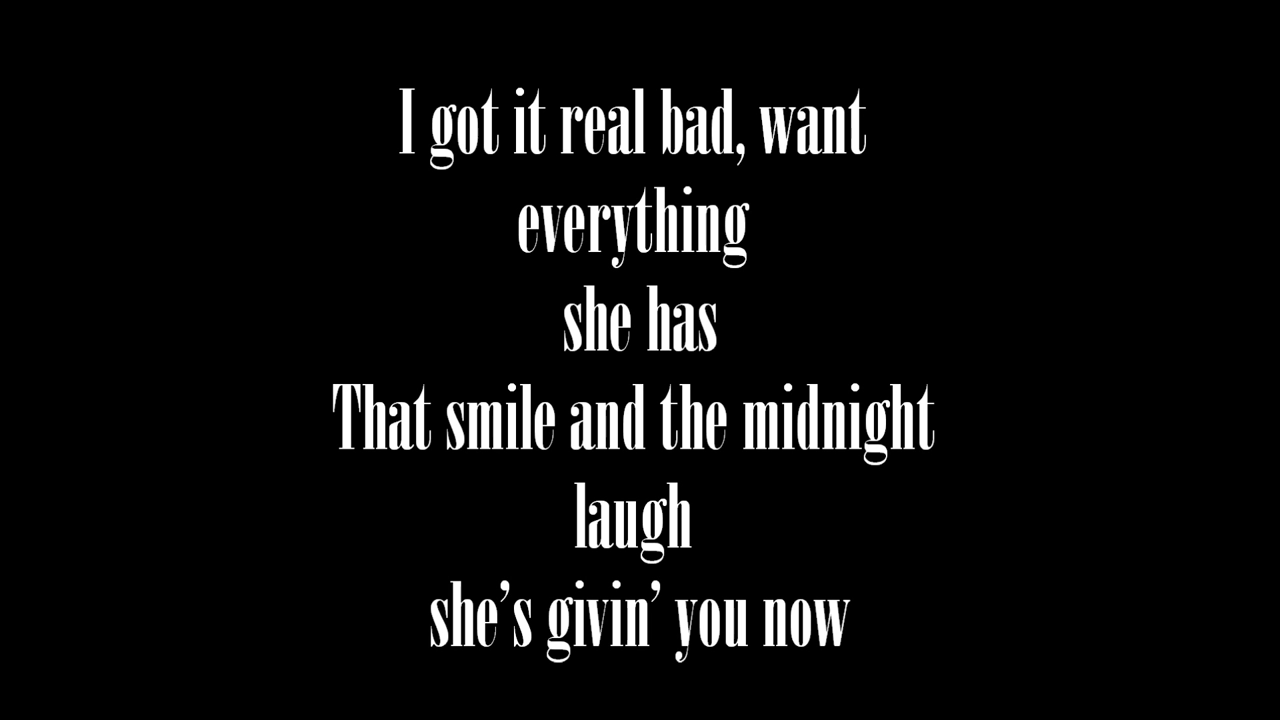 I got it real bad, want
everything
she has
That smile and the midnight
laugh
she’s givin’ you now